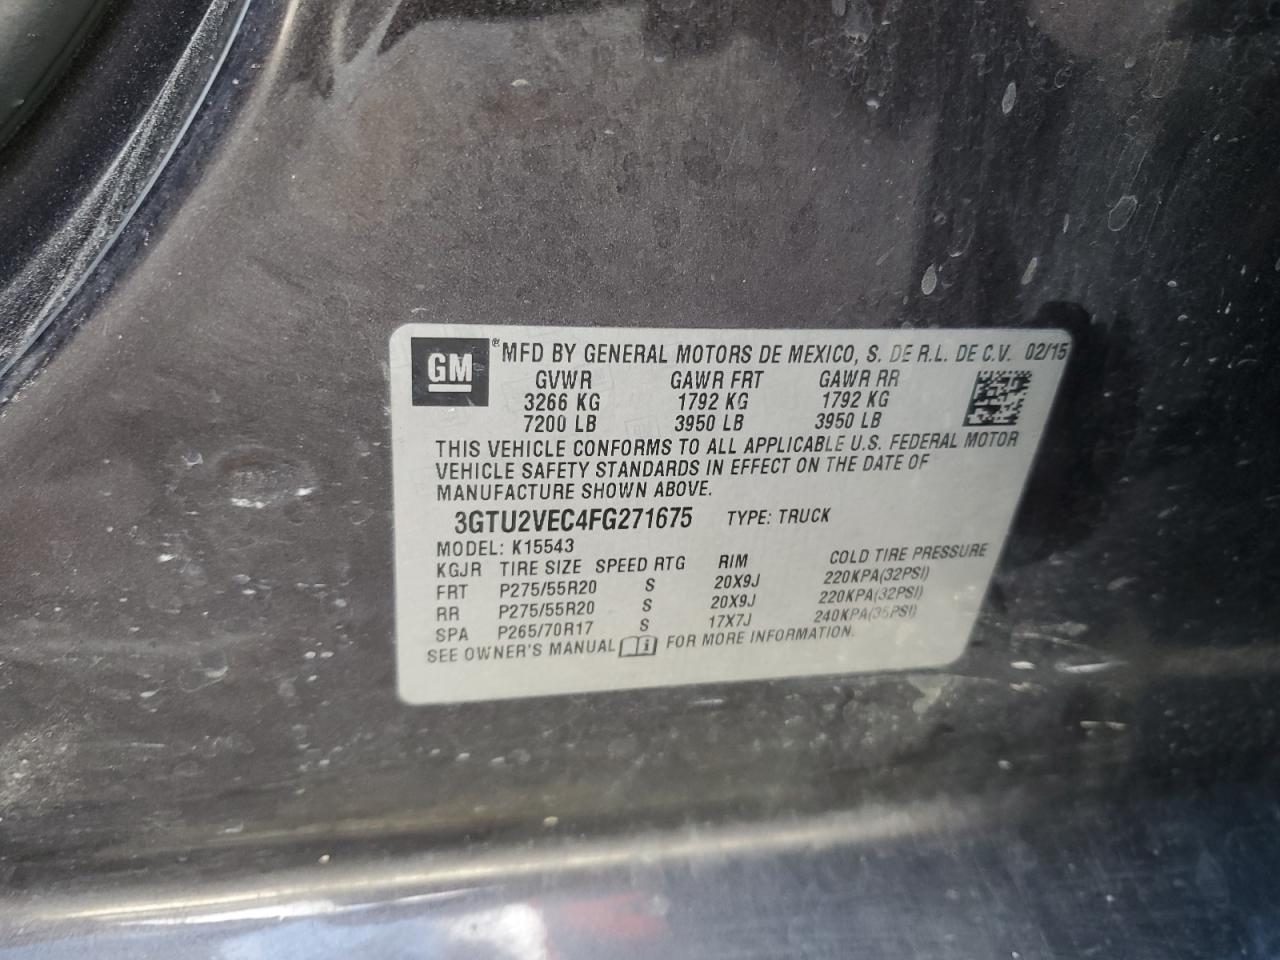 GM ® MFD BY GENERAL MOTORS DE MEXICO, S. DE R.L. DE C.V. 02/15
GVWR GAWR FRT GAWR RR
3266 KG 1792 KG 1792 KG
7200 LB 3950 LB 3950 LB
THIS VEHICLE CONFORMS TO ALL APPLICABLE U.S. FEDERAL MOTOR
VEHICLE SAFETY STANDARDS IN EFFECT ON THE DATE OF
MANUFACTURE SHOWN ABOVE.
3GTU2VEC4FG271675 TYPE: TRUCK
MODEL: K15543
KGJR TIRE SIZE SPEED RTG RIM COLD TIRE PRESSURE
FRT P275/55R20 S 20X9J 220KPA(32PSI)
RR P275/55R20 S 20X9J 220KPA(32PSI)
SPA P265/70R17 S 17X7J 240KPA(35PSI)
SEE OWNER'S MANUAL FOR MORE INFORMATION.